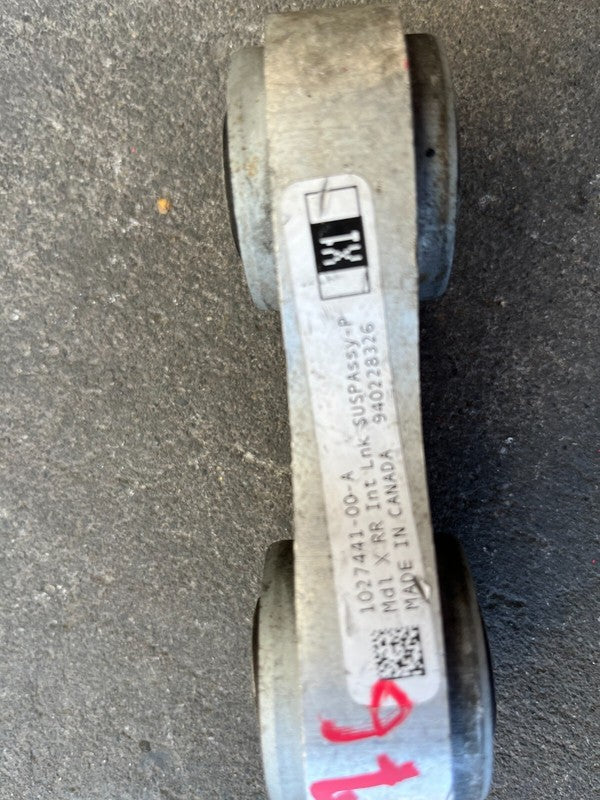 X1
1027441-00-A
Mdl X RR Int Lnk SUSPAssy-P
MADE IN CANADA 940228326